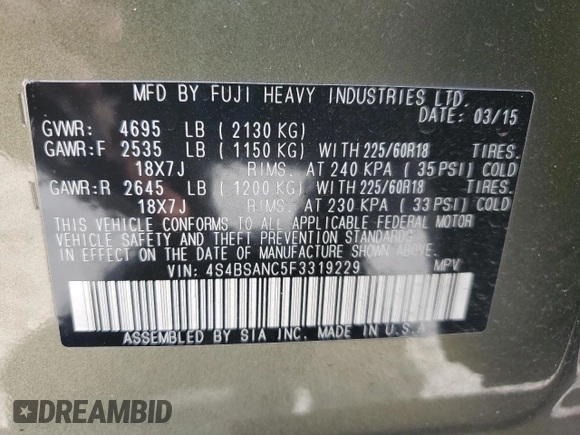 MFD BY FUJI HEAVY INDUSTRIES LTD.
DATE: 03/15
GVWR: 4695 LB (2130 KG)
GAWR:F 2535 LB (1150 KG) WITH 225/60R18 TIRES.
18X7J RIMS. AT 240 KPA (35 PSI) COLD
GAWR:R 2645 LB (1200 KG) WITH 225/60R18 TIRES.
18X7J RIMS. AT 230 KPA (33 PSI) COLD
THIS VEHICLE CONFORMS TO ALL APPLICABLE FEDERAL MOTOR
VEHICLE SAFETY AND THEFT PREVENTION STANDARDS
IN EFFECT ON THE DATE OF MANUFACTURE SHOWN ABOVE.
VIN: 4S4BSANC5F3319229 MPV
ASSEMBLED BY SIA INC. MADE IN U.S.A.
DREAMBID